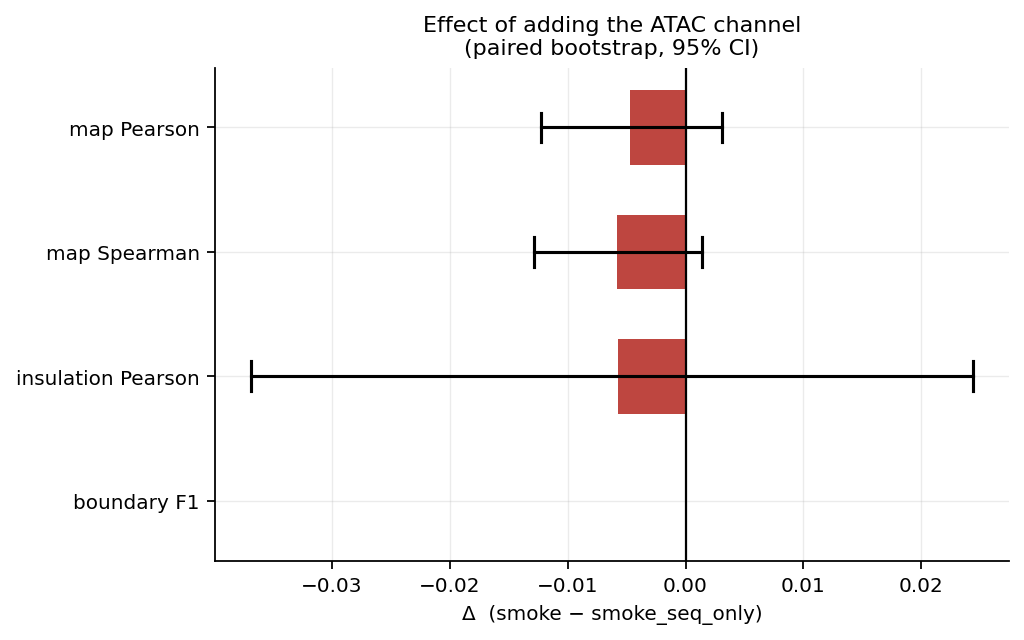 Effect of adding the ATAC channel
(paired bootstrap, 95% CI)
map Pearson
map Spearman
insulation Pearson
boundary F1
−0.03
−0.02
−0.01
0.00
0.01
0.02
Δ (smoke − smoke_seq_only)